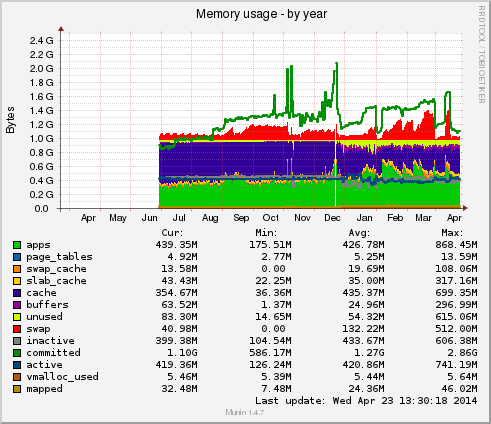 Memory usage - by year
RRDTOOL / TOBI OETIKER
Bytes
2.4 G
2.2 G
2.0 G
1.8 G
1.6 G
1.4 G
1.2 G
1.0 G
0.8 G
0.6 G
0.4 G
0.2 G
0.0
Apr May Jun Jul Aug Sep Oct Nov Dec Jan Feb Mar Apr
Cur: Min: Avg: Max:
apps 439.35M 175.51M 426.78M 868.45M
page_tables 4.92M 2.77M 5.25M 13.59M
swap_cache 13.58M 0.00 19.69M 108.06M
slab_cache 43.43M 22.25M 35.00M 317.16M
cache 354.67M 36.36M 435.37M 699.35M
buffers 63.52M 1.37M 24.96M 296.99M
unused 83.30M 14.65M 54.32M 615.06M
swap 40.98M 0.00 132.22M 512.00M
inactive 399.38M 104.54M 433.67M 606.38M
committed 1.10G 586.17M 1.27G 2.86G
active 419.36M 126.24M 420.86M 741.19M
vmalloc_used 5.46M 5.39M 5.44M 5.64M
mapped 32.48M 7.48M 24.36M 46.02M
Last update: Wed Apr 23 13:30:18 2014
Munin 1.4.7